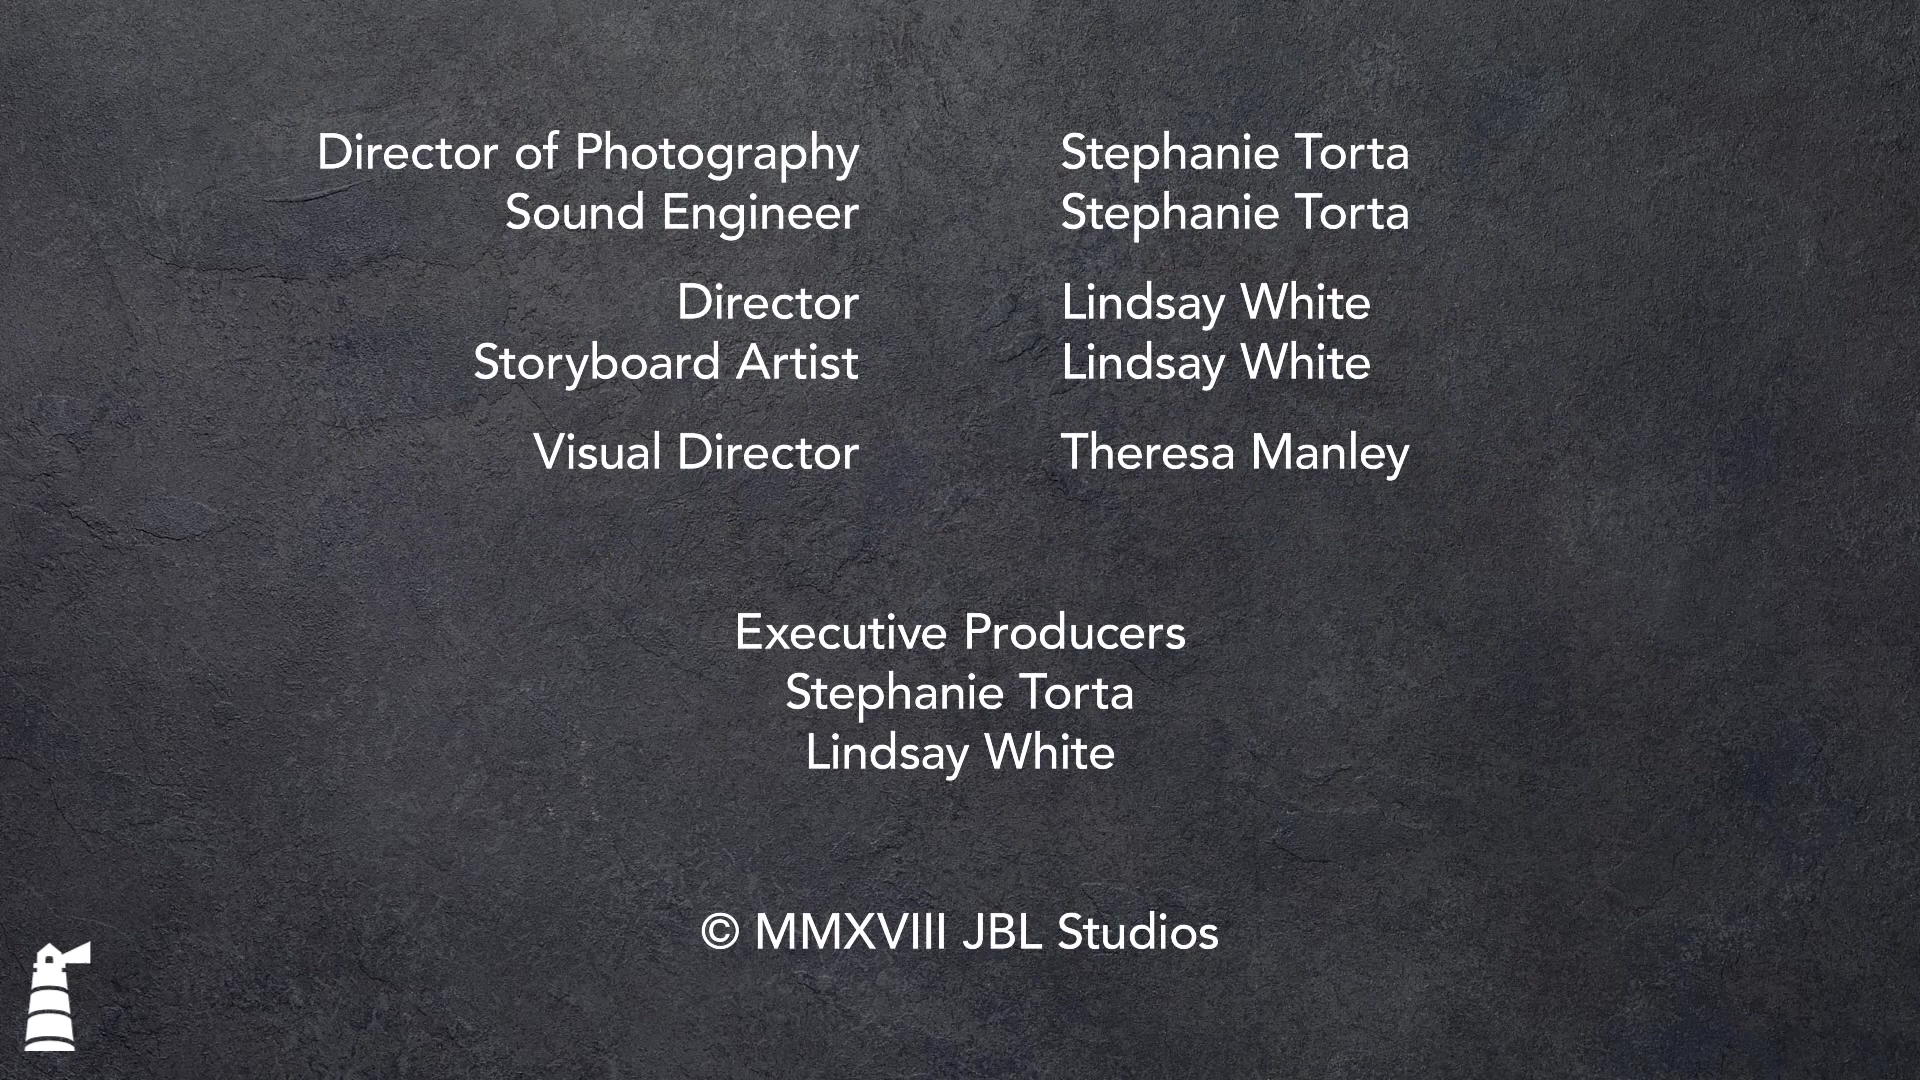 Director of Photography Stephanie Torta
Sound Engineer Stephanie Torta
Director Lindsay White
Storyboard Artist Lindsay White
Visual Director Theresa Manley
Executive Producers
Stephanie Torta
Lindsay White
© MMXVIII JBL Studios